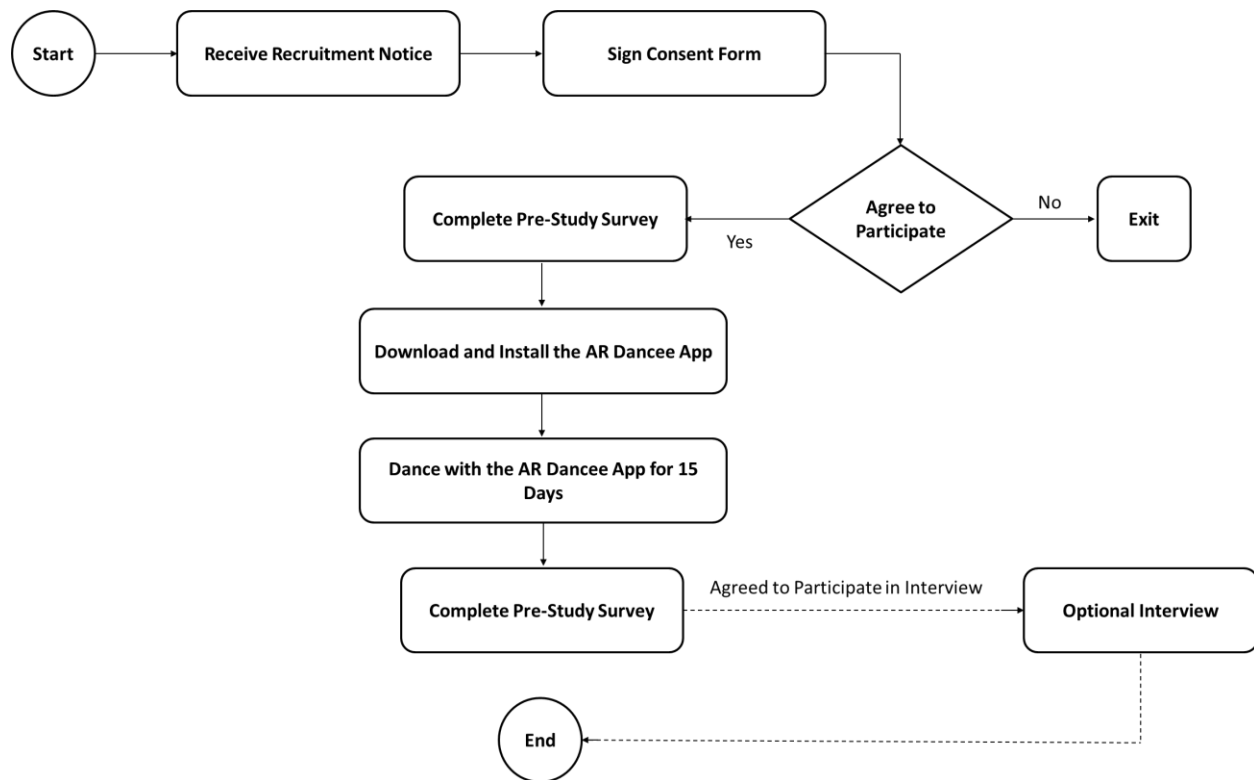 Start
Receive Recruitment Notice
Sign Consent Form
Agree to
Participate
No
Exit
Yes
Complete Pre-Study Survey
Download and Install the AR Dancee App
Dance with the AR Dancee App for 15
Days
Complete Pre-Study Survey
Agreed to Participate in Interview
Optional Interview
End